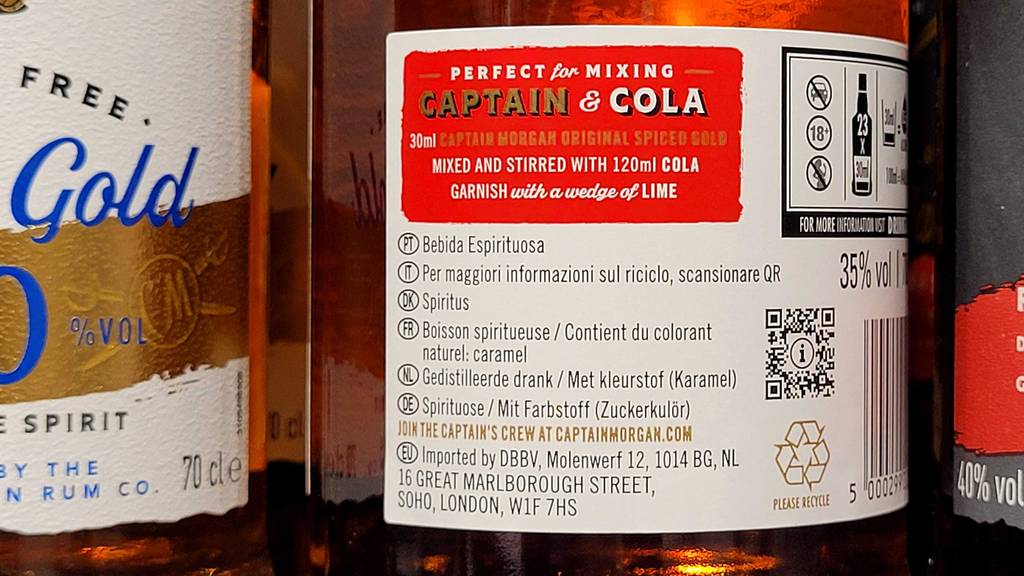 FREE.
Gold
0
%VOL
SPIRIT
BY THE
RUM CO.
70 cl e
PERFECT for MIXING
CAPTAIN & COLA
30ml CAPTAIN MORGAN ORIGINAL SPICED GOLD
MIXED AND STIRRED WITH 120ml COLA
GARNISH with a wedge of LIME
18+
23
x
30ml
30ml
FOR MORE INFORMATION VISIT
PT Bebida Espirituosa
IT Per maggiori informazioni sul riciclo, scansionare QR
DK Spiritus
FR Boisson spiritueuse / Contient du colorant
naturel: caramel
NL Gedistilleerde drank / Met kleurstof (Karamel)
DE Spirituose / Mit Farbstoff (Zuckerkulör)
JOIN THE CAPTAIN'S CREW AT CAPTAINMORGAN.COM
EU Imported by DBBV, Molenwerf 12, 1014 BG, NL
16 GREAT MARLBOROUGH STREET,
SOHO, LONDON, W1F 7HS
35% vol
PLEASE RECYCLE
5 000299
40% vol